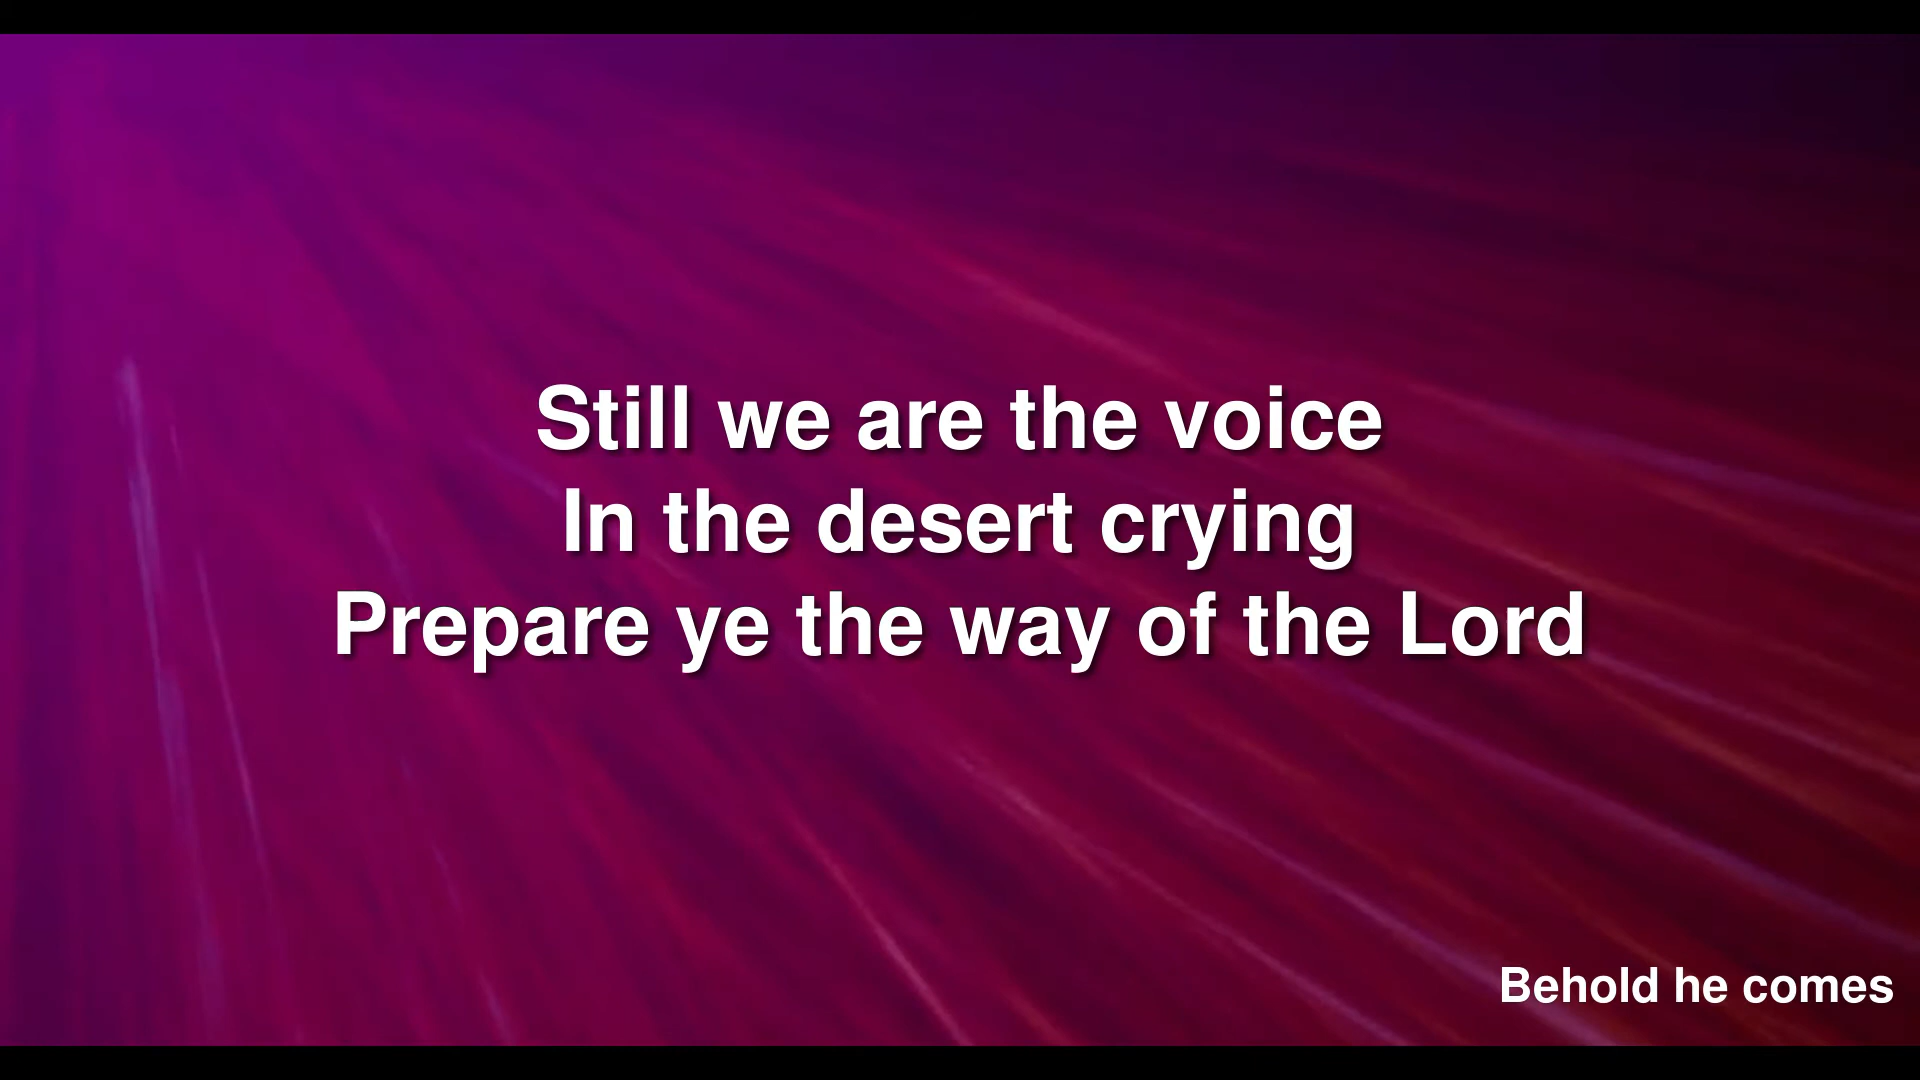 Still we are the voice
In the desert crying
Prepare ye the way of the Lord
Behold he comes